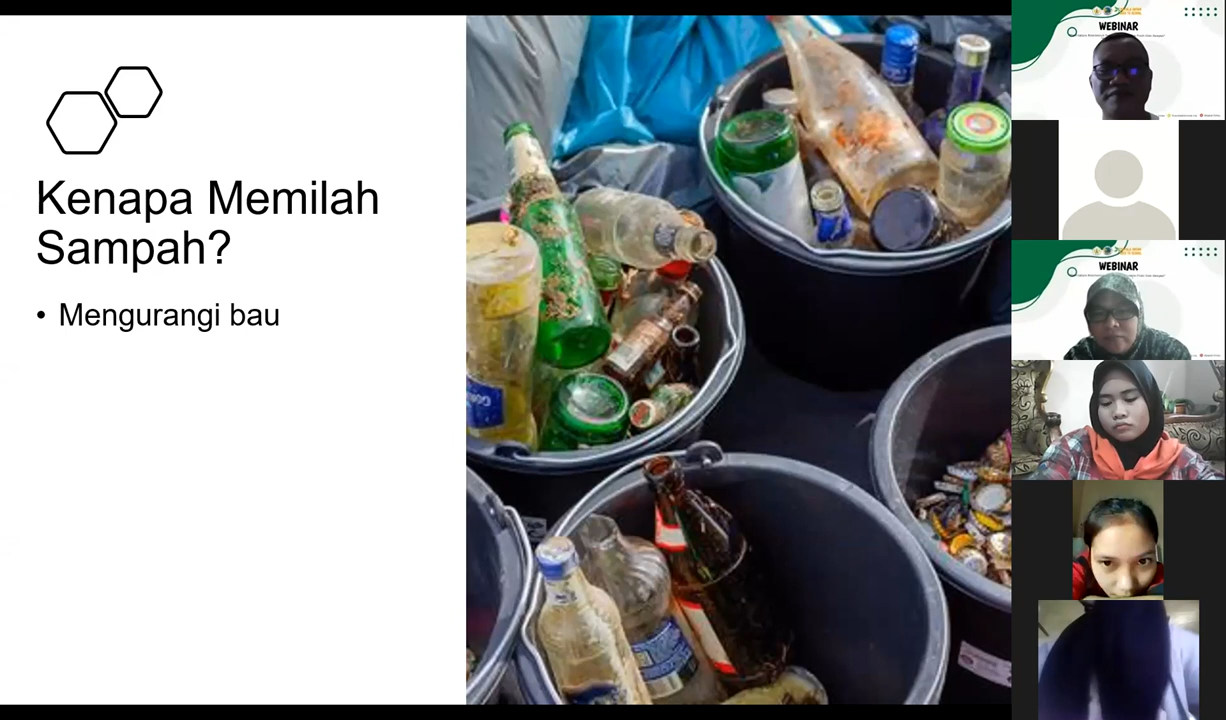 Kenapa Memilah
Sampah?
• Mengurangi bau
WEBINAR
WEBINAR